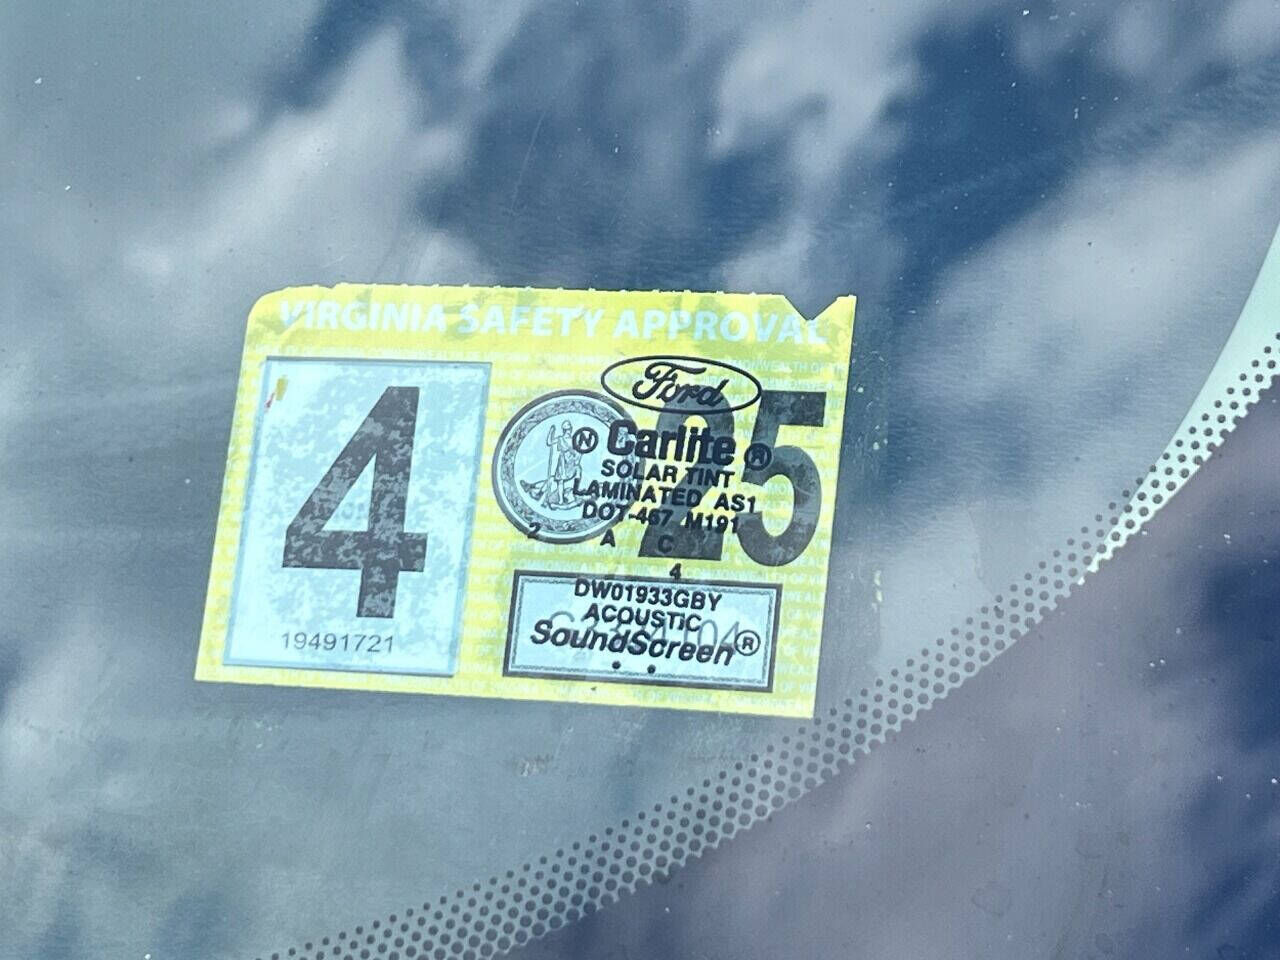 VIRGINIA SAFETY APPROVAL
4
25
19491721
Ford
N Carlite®
SOLAR TINT
LAMINATED AS1
DOT-467 M191
2 A C
4
DW01933GBY
ACOUSTIC
SoundScreen®